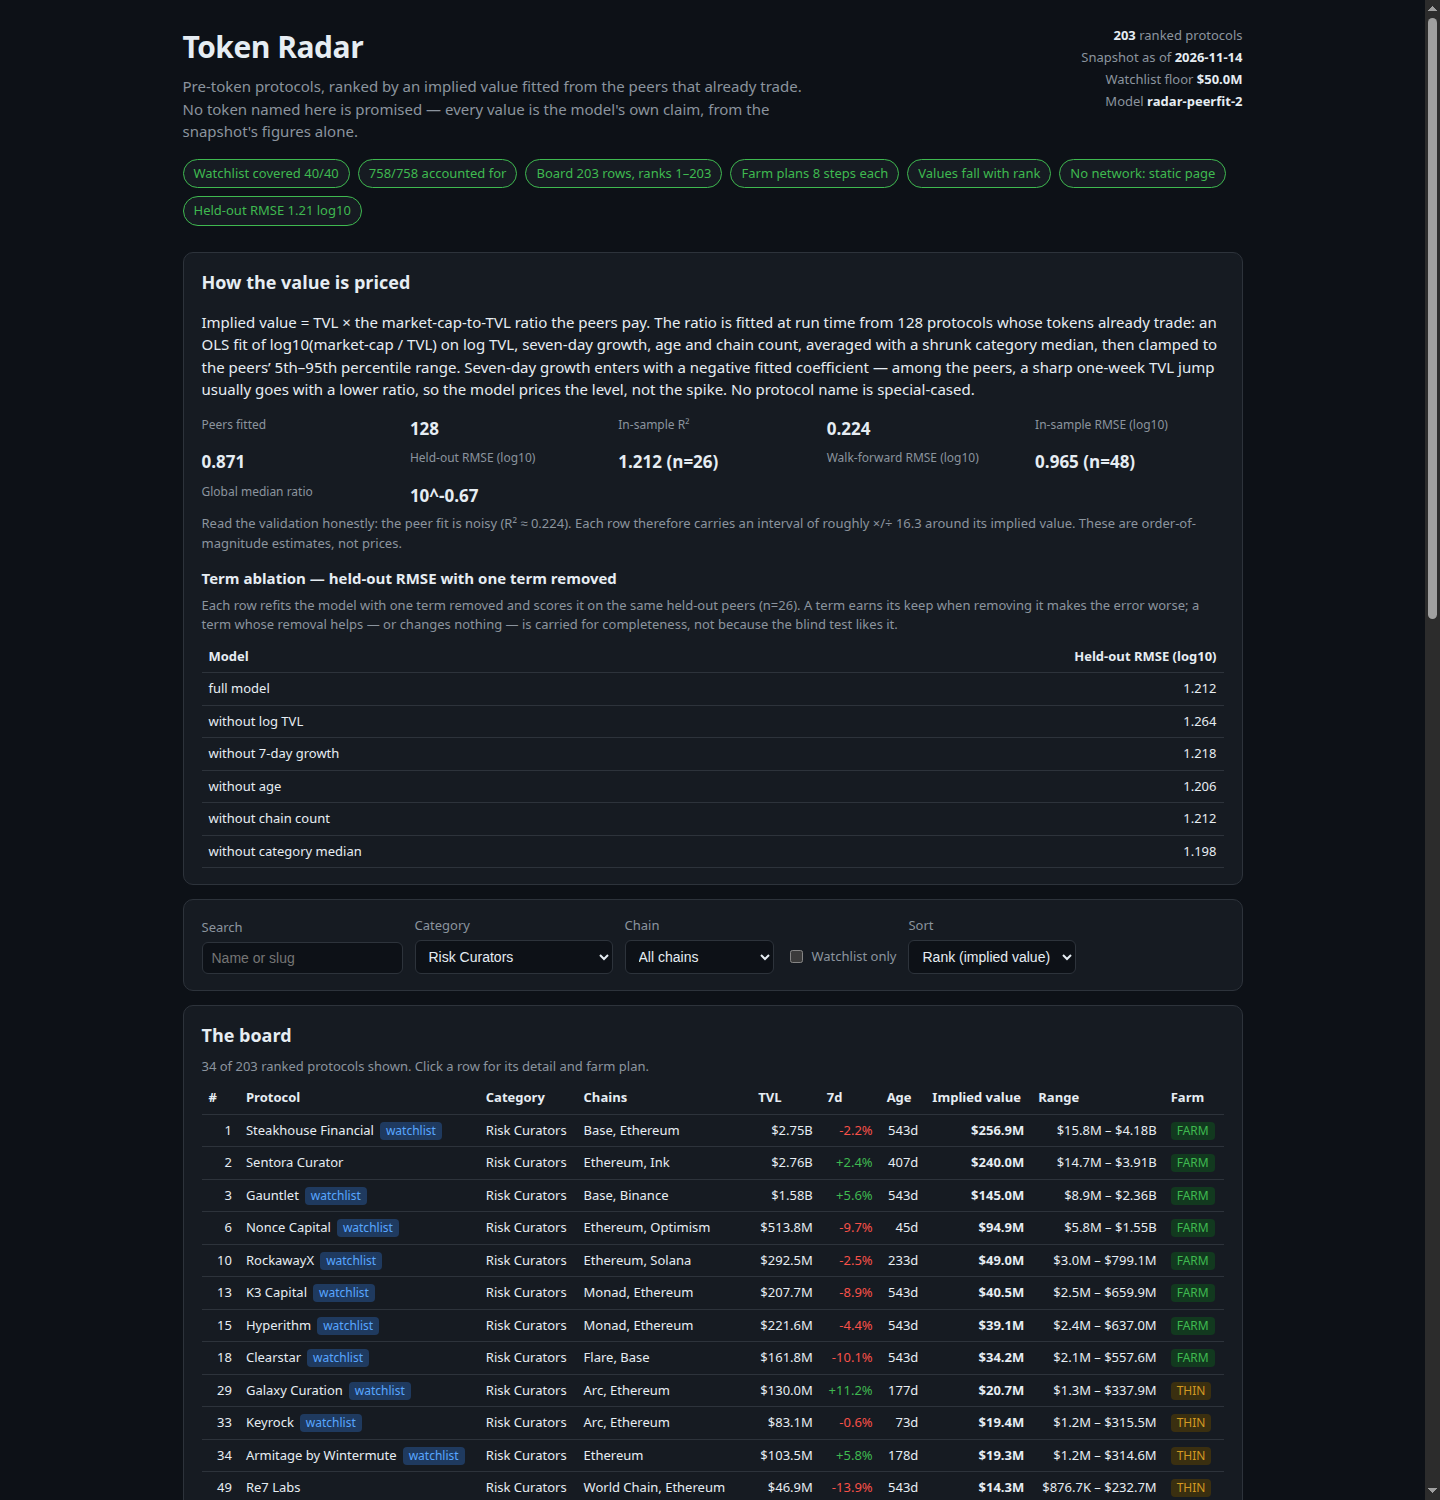 Token Radar
203 ranked protocols
Snapshot as of 2026-11-14
Watchlist floor $50.0M
Model radar-peerfit-2
Pre-token protocols, ranked by an implied value fitted from the peers that already trade.
No token named here is promised — every value is the model's own claim, from the
snapshot's figures alone.
Watchlist covered 40/40 758/758 accounted for Board 203 rows, ranks 1–203 Farm plans 8 steps each Values fall with rank No network: static page
Held-out RMSE 1.21 log10
How the value is priced
Implied value = TVL × the market-cap-to-TVL ratio the peers pay. The ratio is fitted at run time from 128 protocols whose tokens already trade: an
OLS fit of log10(market-cap / TVL) on log TVL, seven-day growth, age and chain count, averaged with a shrunk category median, then clamped to
the peers’ 5th–95th percentile range. Seven-day growth enters with a negative fitted coefficient — among the peers, a sharp one-week TVL jump
usually goes with a lower ratio, so the model prices the level, not the spike. No protocol name is special-cased.
Peers fitted 128 In-sample R² 0.224 In-sample RMSE (log10)
0.871 Held-out RMSE (log10) 1.212 (n=26) Walk-forward RMSE (log10) 0.965 (n=48)
Global median ratio 10^-0.67
Read the validation honestly: the peer fit is noisy (R² ≈ 0.224). Each row therefore carries an interval of roughly ×/÷ 16.3 around its implied value. These are order-of-
magnitude estimates, not prices.
Term ablation — held-out RMSE with one term removed
Each row refits the model with one term removed and scores it on the same held-out peers (n=26). A term earns its keep when removing it makes the error worse; a
term whose removal helps — or changes nothing — is carried for completeness, not because the blind test likes it.
Model Held-out RMSE (log10)
full model 1.212
without log TVL 1.264
without 7-day growth 1.218
without age 1.206
without chain count 1.212
without category median 1.198
Search Category Chain Sort
Name or slug Risk Curators All chains Watchlist only Rank (implied value)
The board
34 of 203 ranked protocols shown. Click a row for its detail and farm plan.
# Protocol Category Chains TVL 7d Age Implied value Range Farm
1 Steakhouse Financial watchlist Risk Curators Base, Ethereum $2.75B -2.2% 543d $256.9M $15.8M – $4.18B FARM
2 Sentora Curator Risk Curators Ethereum, Ink $2.76B +2.4% 407d $240.0M $14.7M – $3.91B FARM
3 Gauntlet watchlist Risk Curators Base, Binance $1.58B +5.6% 543d $145.0M $8.9M – $2.36B FARM
6 Nonce Capital watchlist Risk Curators Ethereum, Optimism $513.8M -9.7% 45d $94.9M $5.8M – $1.55B FARM
10 RockawayX watchlist Risk Curators Ethereum, Solana $292.5M -2.5% 233d $49.0M $3.0M – $799.1M FARM
13 K3 Capital watchlist Risk Curators Monad, Ethereum $207.7M -8.9% 543d $40.5M $2.5M – $659.9M FARM
15 Hyperithm watchlist Risk Curators Monad, Ethereum $221.6M -4.4% 543d $39.1M $2.4M – $637.0M FARM
18 Clearstar watchlist Risk Curators Flare, Base $161.8M -10.1% 543d $34.2M $2.1M – $557.6M FARM
29 Galaxy Curation watchlist Risk Curators Arc, Ethereum $130.0M +11.2% 177d $20.7M $1.3M – $337.9M THIN
33 Keyrock watchlist Risk Curators Arc, Ethereum $83.1M -0.6% 73d $19.4M $1.2M – $315.5M THIN
34 Armitage by Wintermute watchlist Risk Curators Ethereum $103.5M +5.8% 178d $19.3M $1.2M – $314.6M THIN
49 Re7 Labs Risk Curators World Chain, Ethereum $46.9M -13.9% 543d $14.3M $876.7K – $232.7M THIN